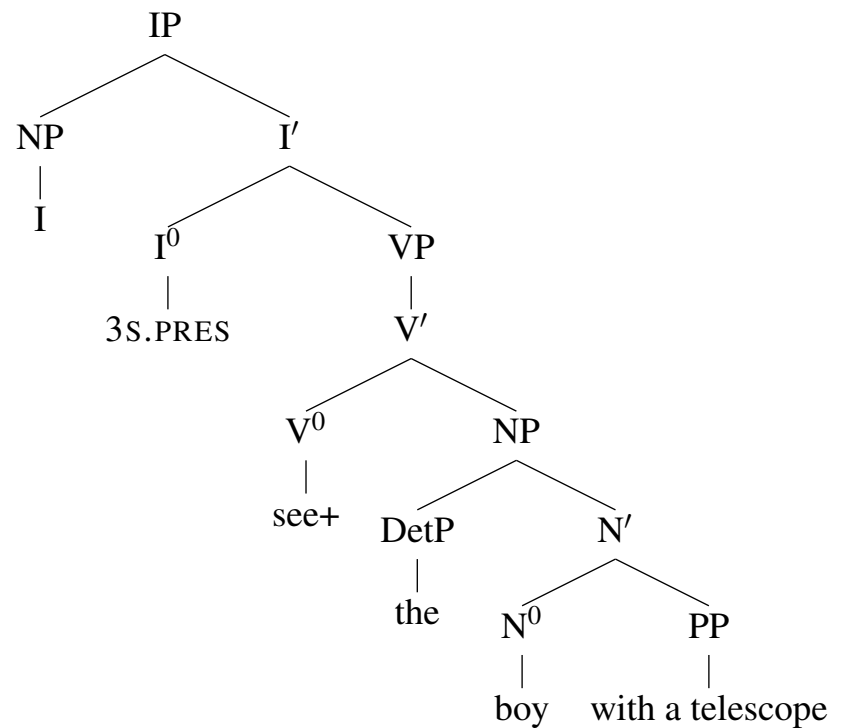 IP
NP I′
I
I⁰ VP
3S.PRES V′
V⁰ NP
see+ DetP N′
the N⁰ PP
boy with a telescope